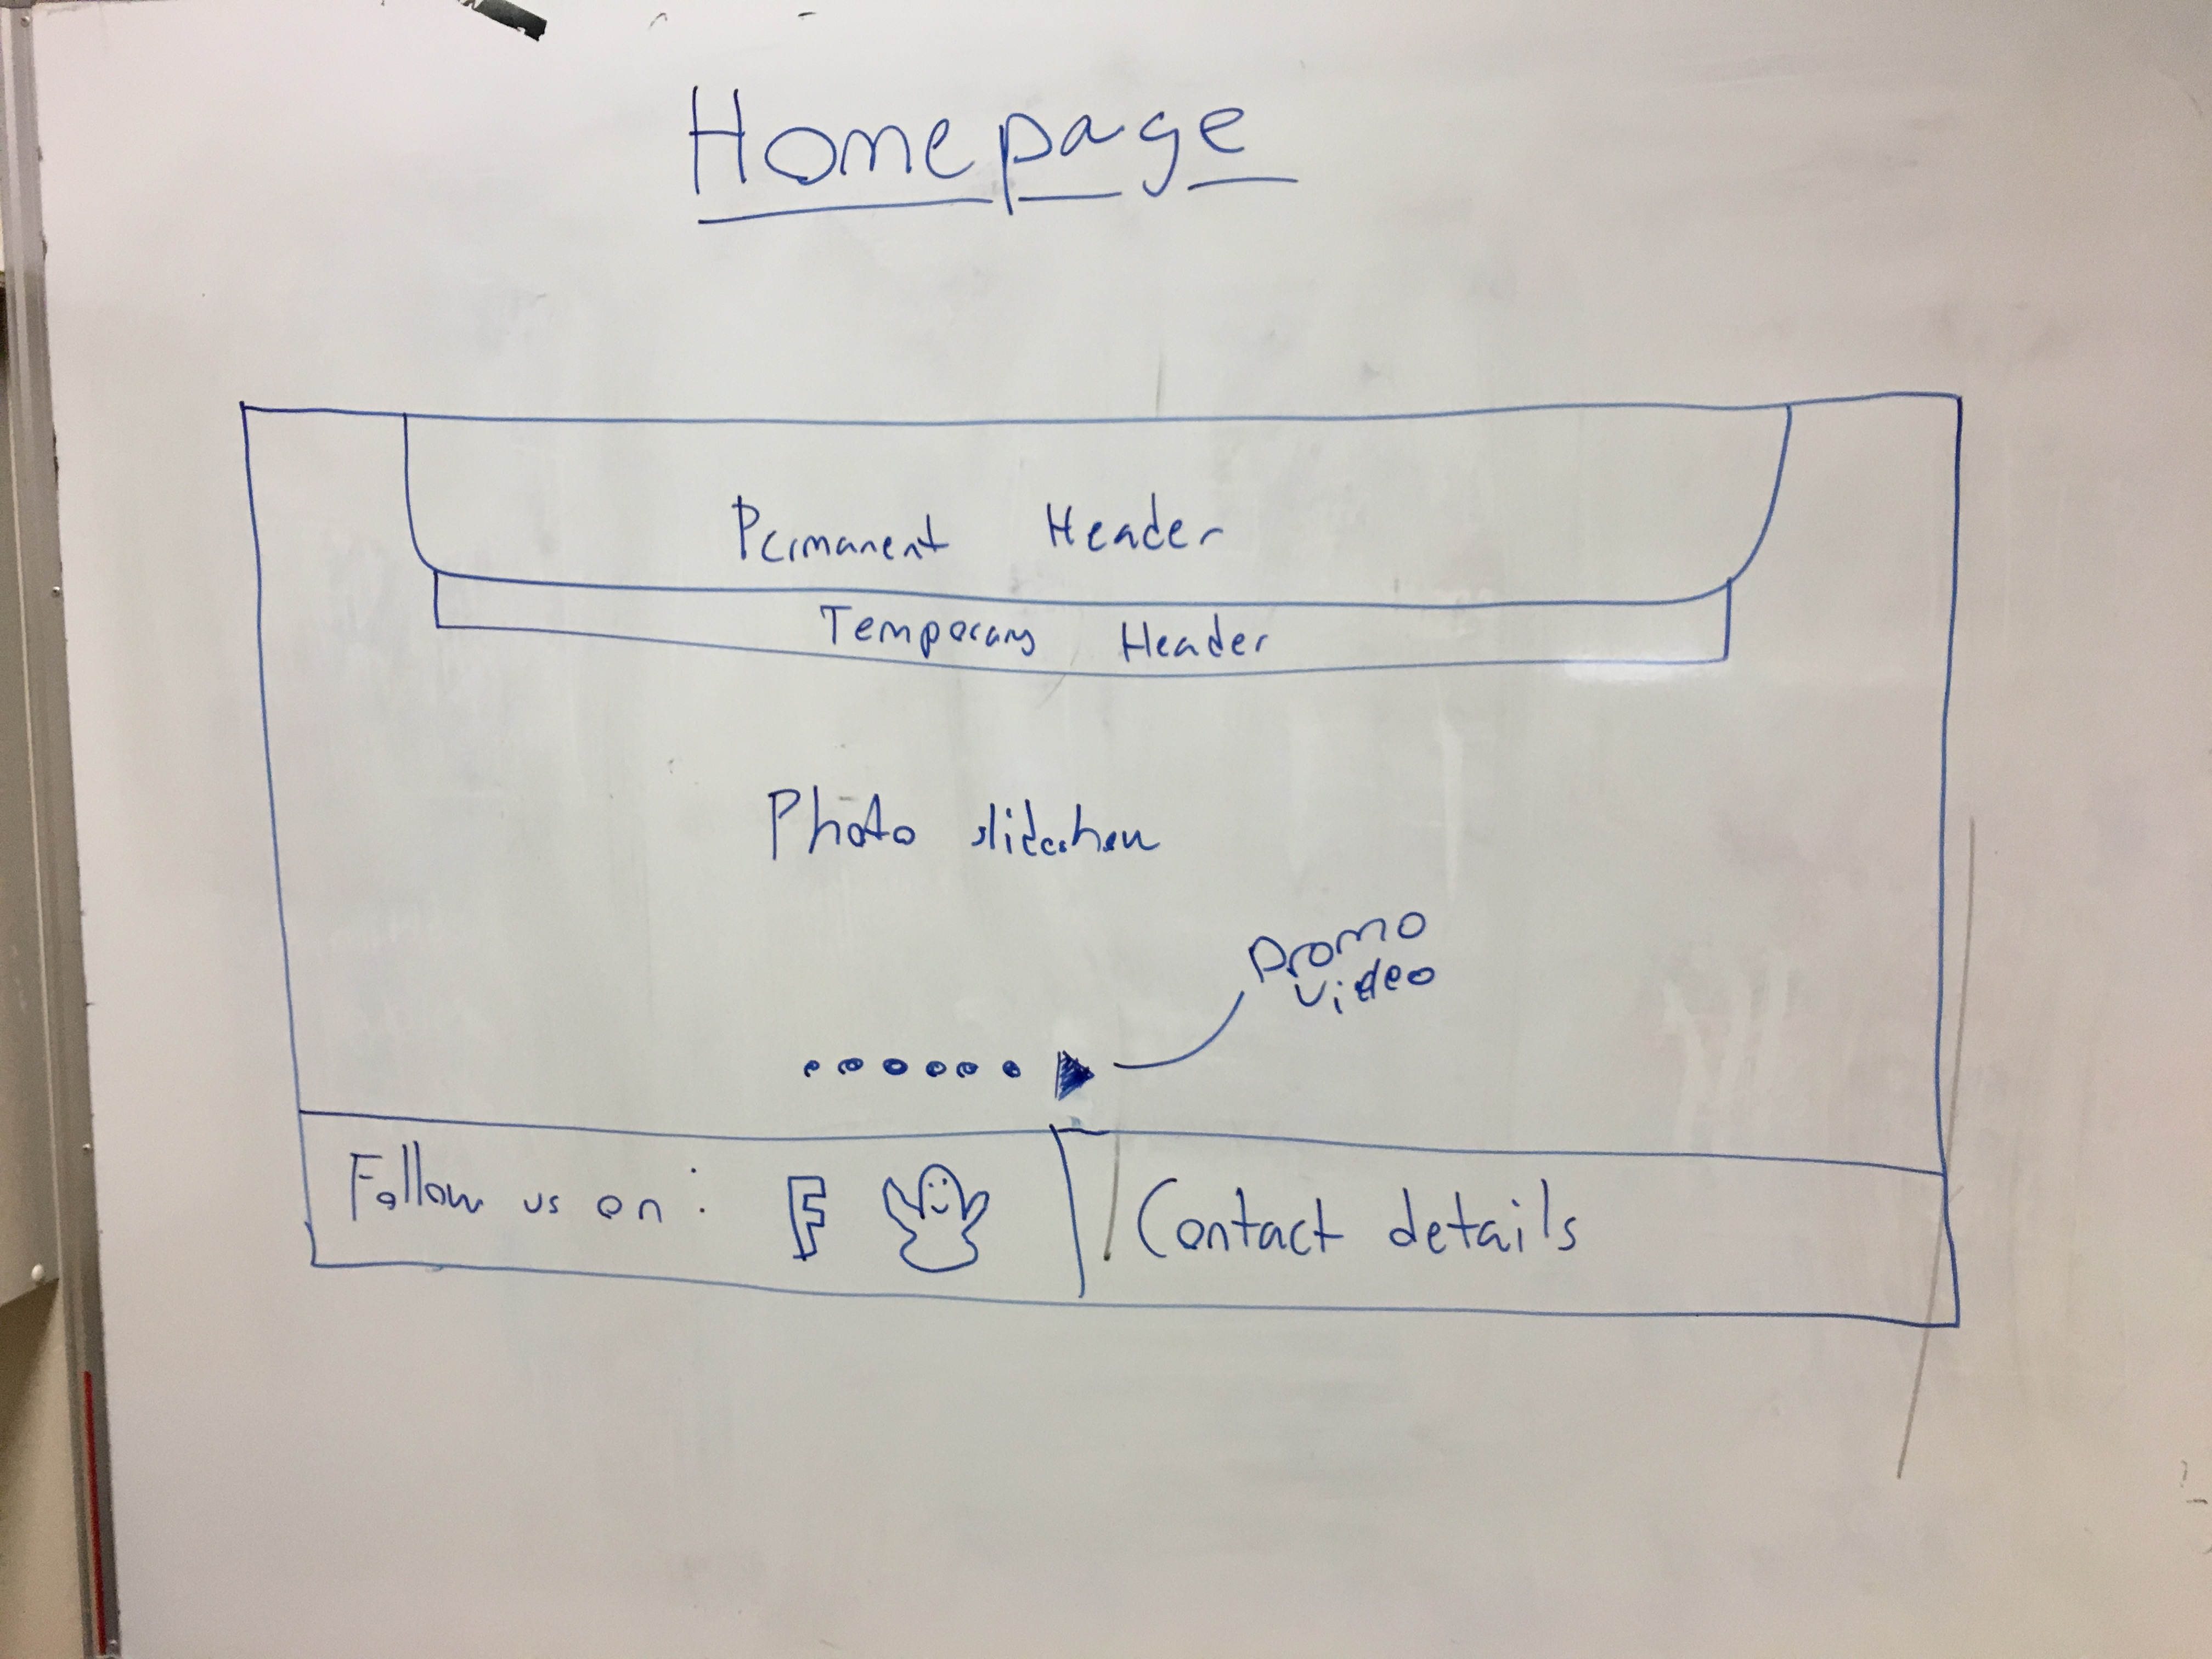 Homepage
Permanent Header
Temporary Header
Photo slideshow
Promo
video
Follow us on: F
Contact details